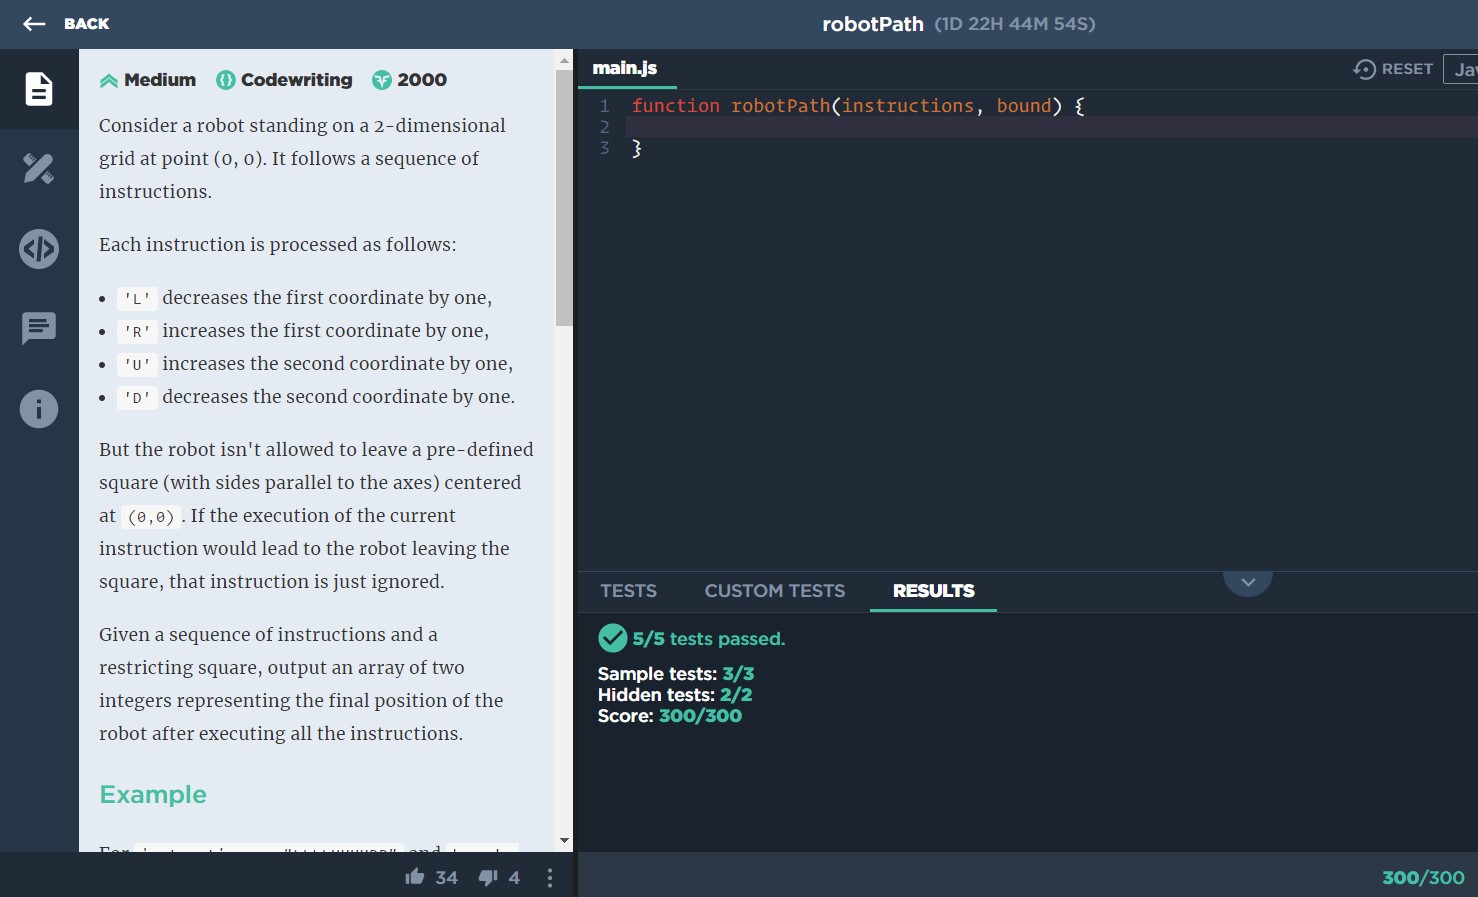 BACK
robotPath (1D 22H 44M 54S)
Medium Codewriting 2000
Consider a robot standing on a 2-dimensional
grid at point (0, 0). It follows a sequence of
instructions.
Each instruction is processed as follows:
• 'L' decreases the first coordinate by one,
• 'R' increases the first coordinate by one,
• 'U' increases the second coordinate by one,
• 'D' decreases the second coordinate by one.
But the robot isn't allowed to leave a pre-defined
square (with sides parallel to the axes) centered
at (0,0). If the execution of the current
instruction would lead to the robot leaving the
square, that instruction is just ignored.
Given a sequence of instructions and a
restricting square, output an array of two
integers representing the final position of the
robot after executing all the instructions.
Example
For and
34 4
main.js
RESET Jav
1 function robotPath(instructions, bound) {
2
3 }
TESTS CUSTOM TESTS RESULTS
5/5 tests passed.
Sample tests: 3/3
Hidden tests: 2/2
Score: 300/300
300/300